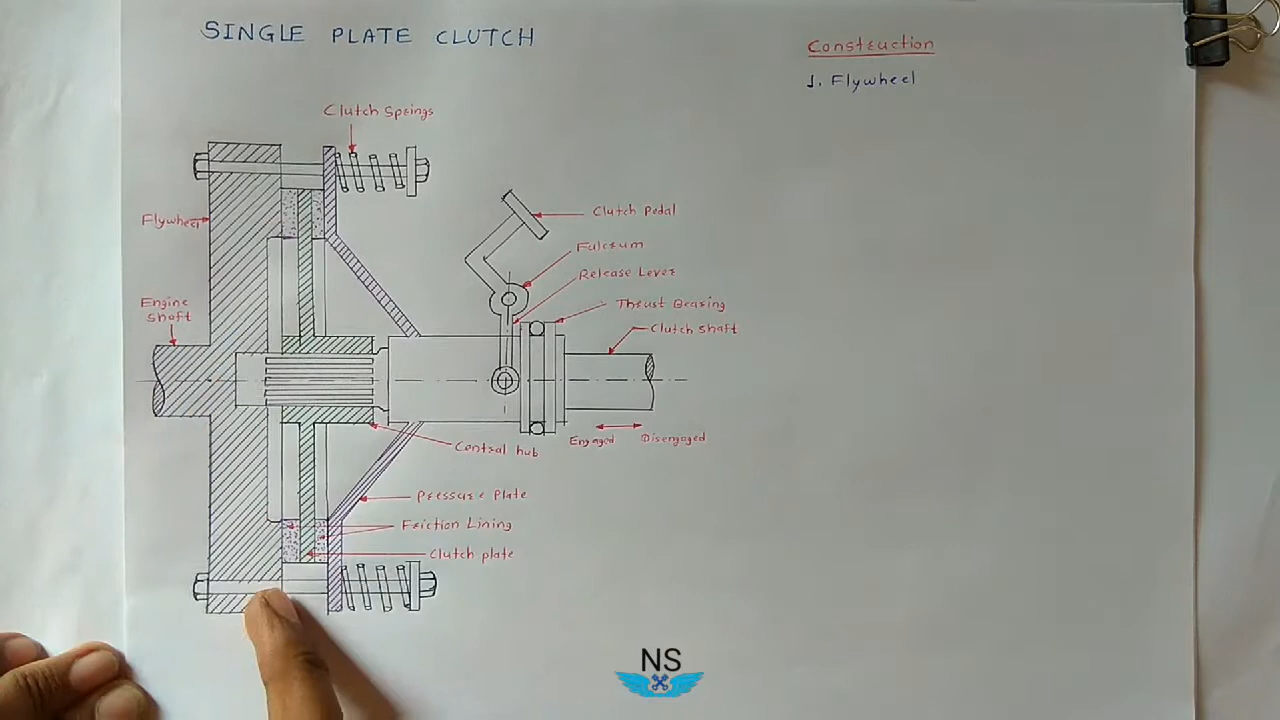 SINGLE PLATE CLUTCH
Construction
1. Flywheel
Clutch Springs
Clutch Pedal
Flywheel
Fulcrum
Release Lever
Engine
shaft
Thrust Bearing
Clutch shaft
Engaged
Disengaged
Central hub
Pressure Plate
Friction Lining
Clutch plate
NS